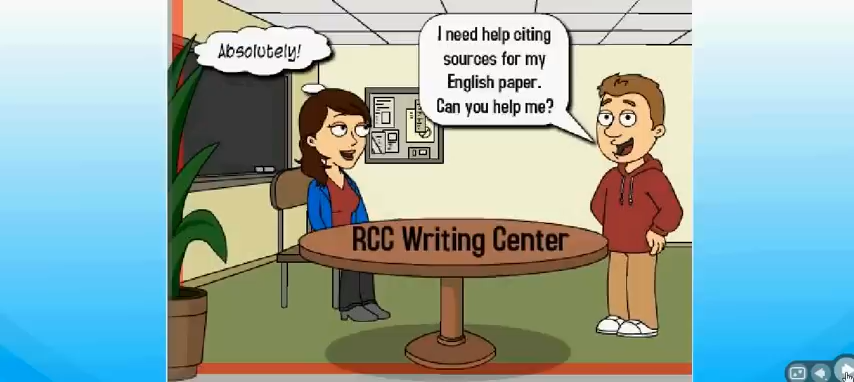 I need help citing
sources for my
English paper.
Can you help me?
Absolutely!
RCC Writing Center